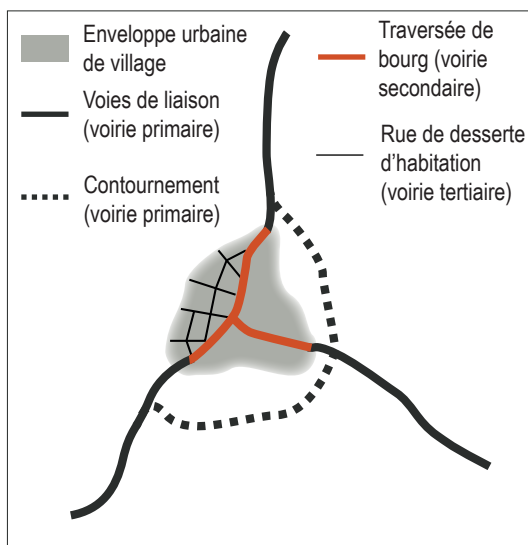 Enveloppe urbaine
de village
Voies de liaison
(voirie primaire)
Contournement
(voirie primaire)
Traversée de
bourg (voirie
secondaire)
Rue de desserte
d'habitation
(voirie tertiaire)